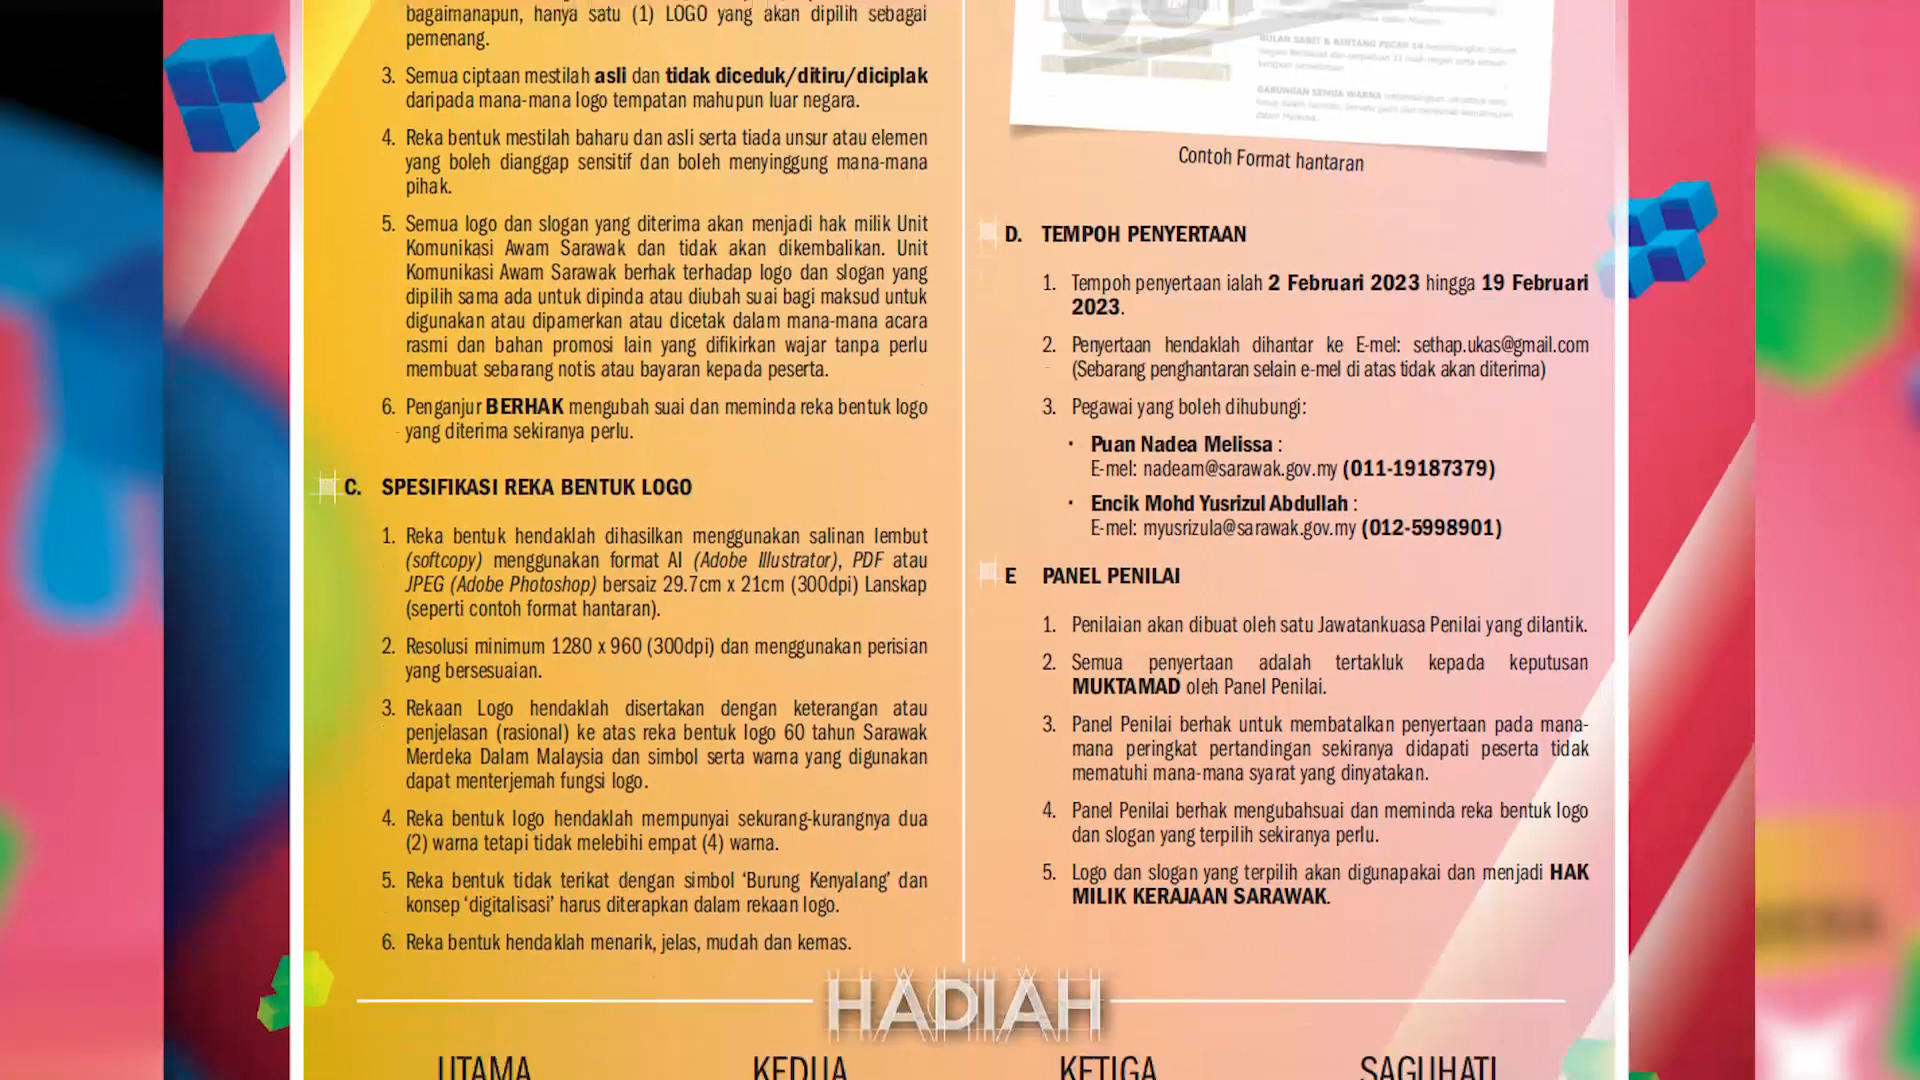 bagaimanapun, hanya satu (1) LOGO yang akan dipilih sebagai
pemenang.
3. Semua ciptaan mestilah asli dan tidak diceduk/ditiru/diciplak
daripada mana-mana logo tempatan mahupun luar negara.
4. Reka bentuk mestilah baharu dan asli serta tiada unsur atau elemen
yang boleh dianggap sensitif dan boleh menyinggung mana-mana
pihak.
5. Semua logo dan slogan yang diterima akan menjadi hak milik Unit
Komunikasi Awam Sarawak dan tidak akan dikembalikan. Unit
Komunikasi Awam Sarawak berhak terhadap logo dan slogan yang
dipilih sama ada untuk dipinda atau diubah suai bagi maksud untuk
digunakan atau dipamerkan atau dicetak dalam mana-mana acara
rasmi dan bahan promosi lain yang difikirkan wajar tanpa perlu
membuat sebarang notis atau bayaran kepada peserta.
6. Penganjur BERHAK mengubah suai dan meminda reka bentuk logo
yang diterima sekiranya perlu.
C. SPESIFIKASI REKA BENTUK LOGO
1. Reka bentuk hendaklah dihasilkan menggunakan salinan lembut
(softcopy) menggunakan format AI (Adobe Illustrator), PDF atau
JPEG (Adobe Photoshop) bersaiz 29.7cm x 21cm (300dpi) Lanskap
(seperti contoh format hantaran).
2. Resolusi minimum 1280 x 960 (300dpi) dan menggunakan perisian
yang bersesuaian.
3. Rekaan Logo hendaklah disertakan dengan keterangan atau
penjelasan (rasional) ke atas reka bentuk logo 60 tahun Sarawak
Merdeka Dalam Malaysia dan simbol serta warna yang digunakan
dapat menterjemah fungsi logo.
4. Reka bentuk logo hendaklah mempunyai sekurang-kurangnya dua
(2) warna tetapi tidak melebihi empat (4) warna.
5. Reka bentuk tidak terikat dengan simbol ‘Burung Kenyalang’ dan
konsep ‘digitalisasi’ harus diterapkan dalam rekaan logo.
6. Reka bentuk hendaklah menarik, jelas, mudah dan kemas.
BULAN SABIT & BINTANG PECAH 14
GABUNGAN SEMUA WARNA
dalam Malaysia.
Contoh Format hantaran
D. TEMPOH PENYERTAAN
1. Tempoh penyertaan ialah 2 Februari 2023 hingga 19 Februari
2023.
2. Penyertaan hendaklah dihantar ke E-mel: sethap.ukas@gmail.com
(Sebarang penghantaran selain e-mel di atas tidak akan diterima)
3. Pegawai yang boleh dihubungi:
· Puan Nadea Melissa :
E-mel: nadeam@sarawak.gov.my (011-19187379)
· Encik Mohd Yusrizul Abdullah :
E-mel: myusrizula@sarawak.gov.my (012-5998901)
E PANEL PENILAI
1. Penilaian akan dibuat oleh satu Jawatankuasa Penilai yang dilantik.
2. Semua penyertaan adalah tertakluk kepada keputusan
MUKTAMAD oleh Panel Penilai.
3. Panel Penilai berhak untuk membatalkan penyertaan pada mana-
mana peringkat pertandingan sekiranya didapati peserta tidak
mematuhi mana-mana syarat yang dinyatakan.
4. Panel Penilai berhak mengubahsuai dan meminda reka bentuk logo
dan slogan yang terpilih sekiranya perlu.
5. Logo dan slogan yang terpilih akan digunapakai dan menjadi HAK
MILIK KERAJAAN SARAWAK.
HADIAH
UTAMA KEDUA KETIGA SAGUHATI